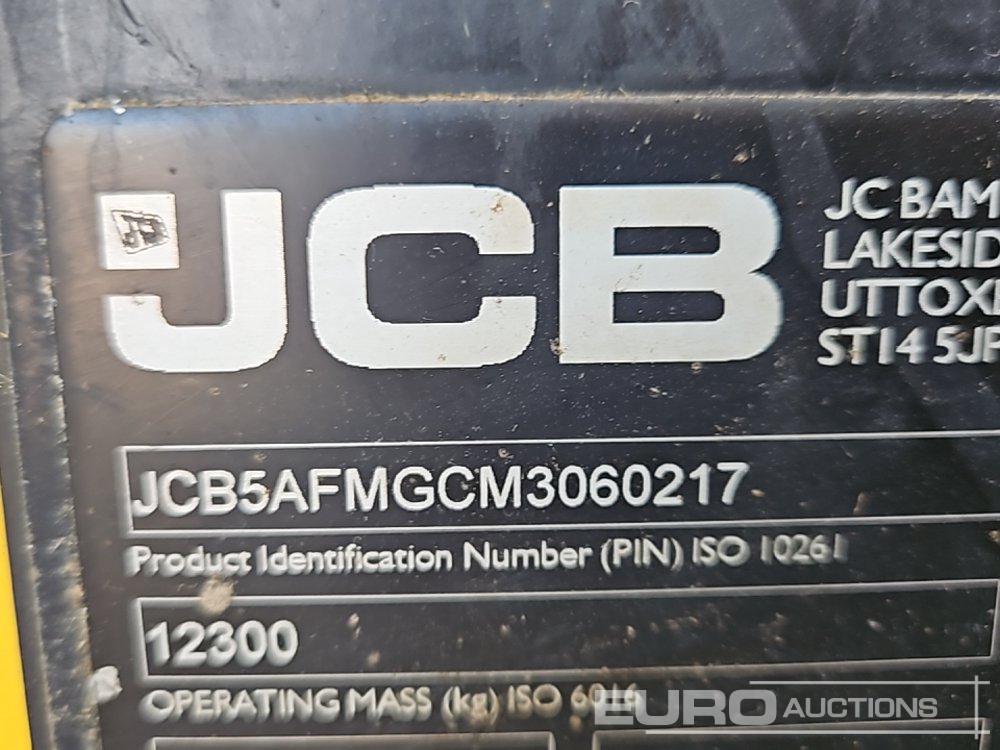 JCB
JC BAM
LAKESID
UTTOXE
ST14 5JP
JCB5AFMGCM3060217
Product Identification Number (PIN) ISO 10261
12300
OPERATING MASS (kg) ISO 6016
EURO AUCTIONS